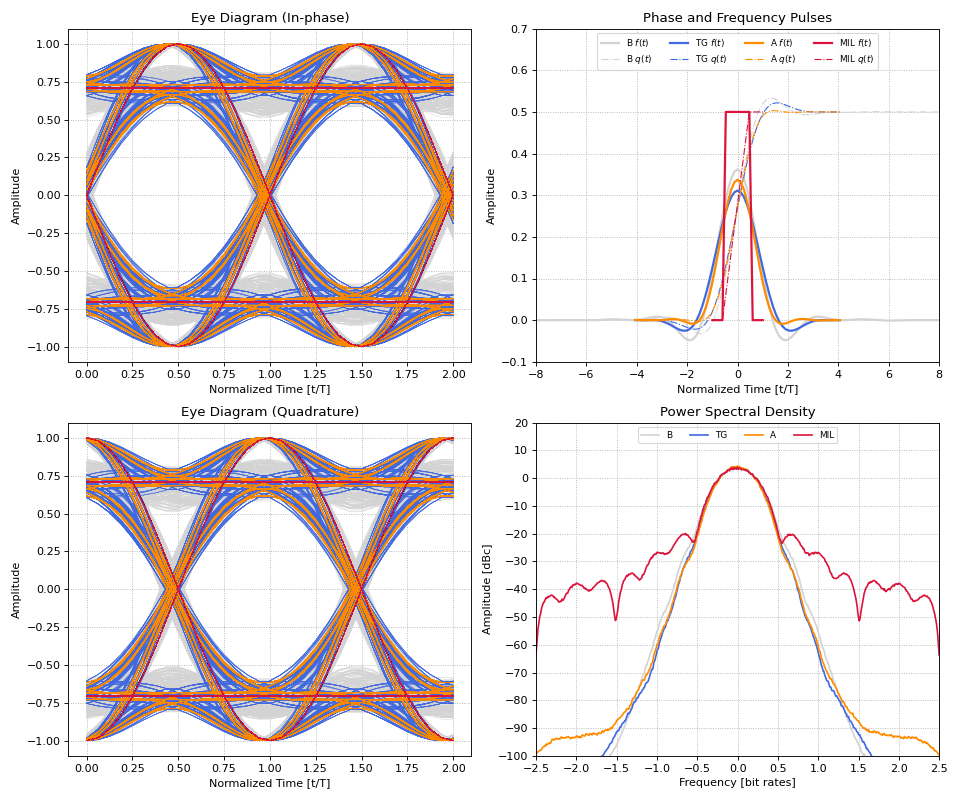 Eye Diagram (In-phase)
1.00
0.75
0.50
0.25
0.00
−0.25
−0.50
−0.75
−1.00
Amplitude
0.00 0.25 0.50 0.75 1.00 1.25 1.50 1.75 2.00
Normalized Time [t/T]
Phase and Frequency Pulses
B f(t) TG f(t) A f(t) MIL f(t)
B q(t) TG q(t) A q(t) MIL q(t)
0.7
0.6
0.5
0.4
0.3
0.2
0.1
0.0
−0.1
Amplitude
−8 −6 −4 −2 0 2 4 6 8
Normalized Time [t/T]
Eye Diagram (Quadrature)
1.00
0.75
0.50
0.25
0.00
−0.25
−0.50
−0.75
−1.00
Amplitude
0.00 0.25 0.50 0.75 1.00 1.25 1.50 1.75 2.00
Normalized Time [t/T]
Power Spectral Density
B TG A MIL
20
10
0
−10
−20
−30
−40
−50
−60
−70
−80
−90
−100
Amplitude [dBc]
−2.5 −2.0 −1.5 −1.0 −0.5 0.0 0.5 1.0 1.5 2.0 2.5
Frequency [bit rates]